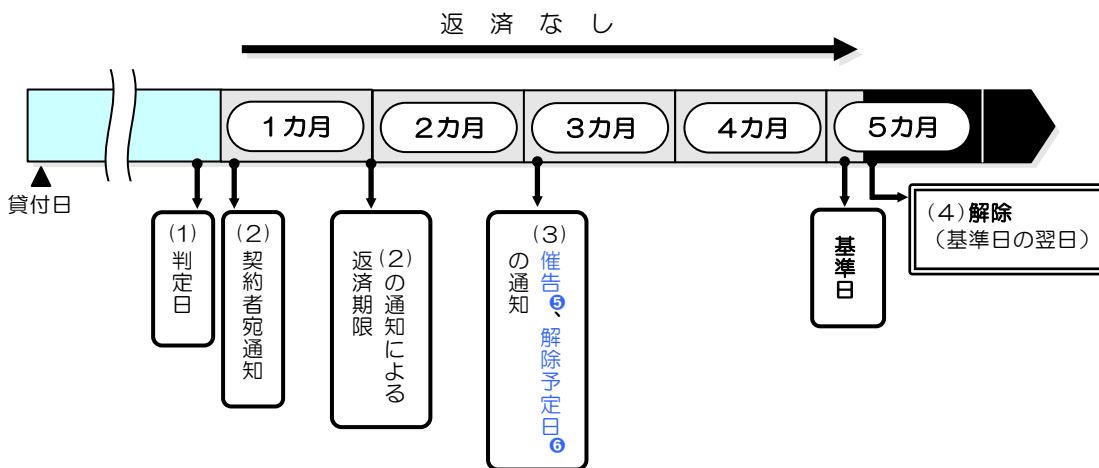 返済なし
1カ月
2カ月
3カ月
4カ月
5カ月
貸付日
(1)
判定日
(2)
契約者宛通知
(2)の通知による
返済期限
(3)
催告❺、解除予定日❻
の通知
基準日
(4)解除
(基準日の翌日)